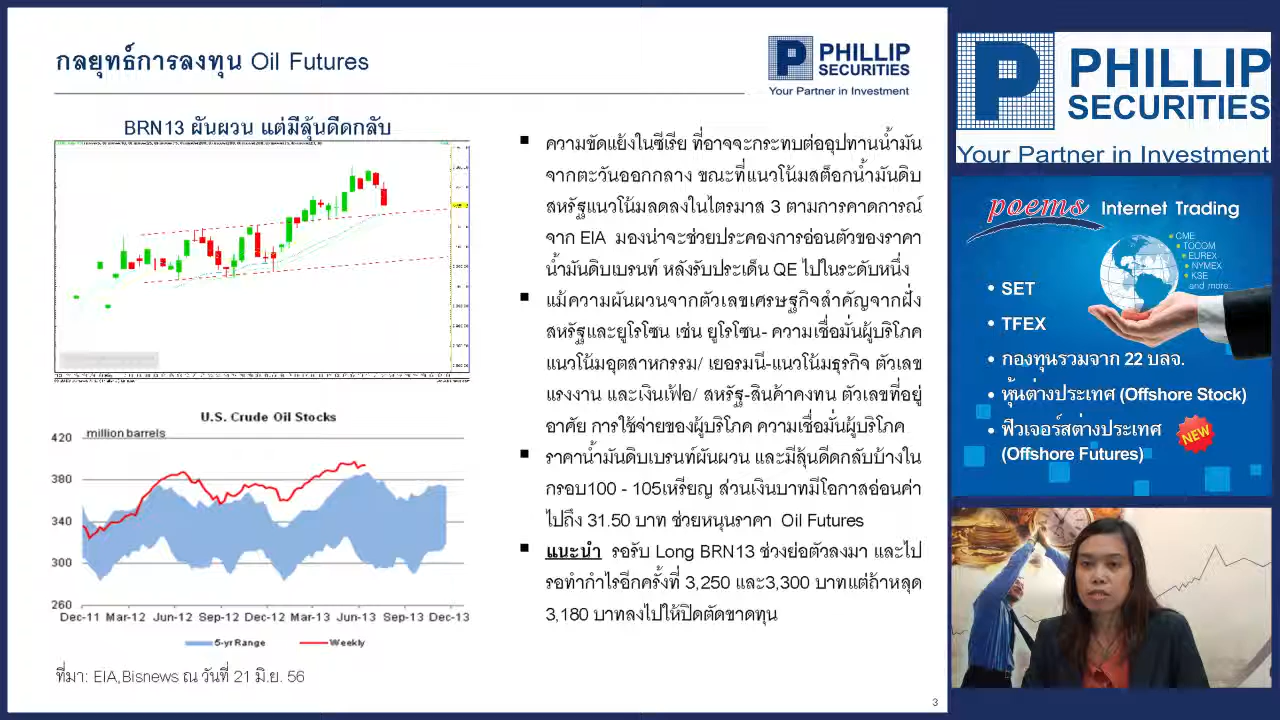 กลยุทธ์การลงทุน Oil Futures
PHILLIP
SECURITIES
Your Partner in Investment
BRN13 ผันผวน แต่มีลุ้นดีดกลับ
U.S. Crude Oil Stocks
million barrels
420
380
340
300
260
Dec-11 Mar-12 Jun-12 Sep-12 Dec-12 Mar-13 Jun-13 Sep-13 Dec-13
5-yr Range Weekly
ที่มา: EIA,Bisnews ณ วันที่ 21 มิ.ย. 56
ความขัดแย้งในซีเรีย ที่อาจจะกระทบต่ออุปทานน้ำมัน
จากตะวันออกกลาง ขณะที่แนวโน้มสต็อกน้ำมันดิบ
สหรัฐแนวโน้มลดลงในไตรมาส 3 ตามการคาดการณ์
จาก EIA มองน่าจะช่วยประคองการอ่อนตัวของราคา
น้ำมันดิบเบรนท์ หลังรับประเด็น QE ไปในระดับหนึ่ง
แม้ความผันผวนจากตัวเลขเศรษฐกิจสำคัญจากฝั่ง
สหรัฐและยูโรโซน เช่น ยูโรโซน- ความเชื่อมั่นผู้บริโภค
แนวโน้มอุตสาหกรรม/ เยอรมนี-แนวโน้มธุรกิจ ตัวเลข
แรงงาน และเงินเฟ้อ/ สหรัฐ-สินค้าคงทน ตัวเลขที่อยู่
อาศัย การใช้จ่ายของผู้บริโภค ความเชื่อมั่นผู้บริโภค
ราคาน้ำมันดิบเบรนท์ผันผวน และมีลุ้นดีดกลับบ้างใน
กรอบ100 - 105เหรียญ ส่วนเงินบาทมีโอกาสอ่อนค่า
ไปถึง 31.50 บาท ช่วยหนุนราคา Oil Futures
แนะนำ รอรับ Long BRN13 ช่วงย่อตัวลงมา และไป
รอทำกำไรอีกครั้งที่ 3,250 และ3,300 บาทแต่ถ้าหลุด
3,180 บาทลงไปให้ปิดตัดขาดทุน
3
PHILLIP
SECURITIES
Your Partner in Investment
poems Internet Trading
CME
TOCOM
EUREX
NYMEX
KSE
and more..
• SET
• TFEX
• กองทุนรวมจาก 22 บลจ.
• หุ้นต่างประเทศ (Offshore Stock)
• ฟิวเจอร์สต่างประเทศ
(Offshore Futures)
NEW